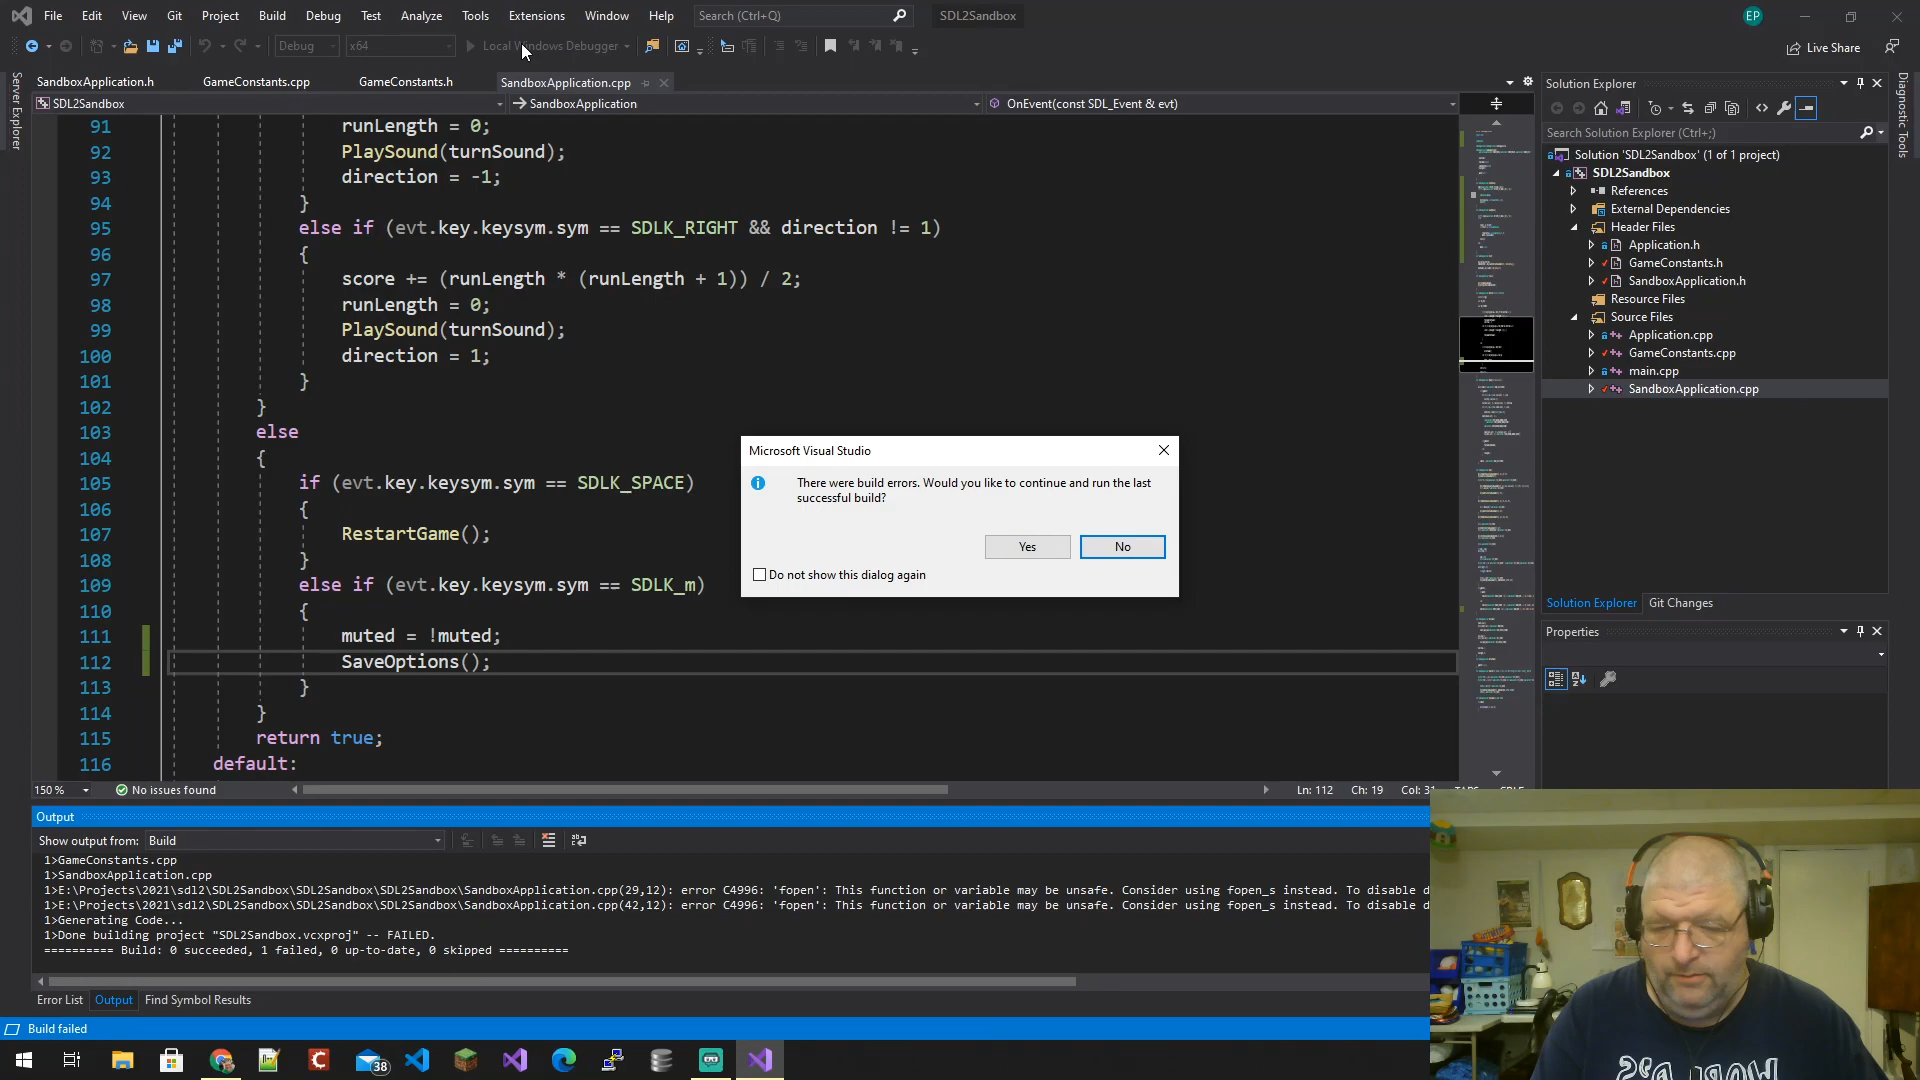 File Edit View Git Project Build Debug Test Analyze Tools Extensions Window Help Search (Ctrl+Q) SDL2Sandbox EP
Debug x64 Local Windows Debugger Live Share
SandboxApplication.h GameConstants.cpp GameConstants.h SandboxApplication.cpp
SDL2Sandbox SandboxApplication OnEvent(const SDL_Event & evt)
Server Explorer
Diagnostic Tools
91 runLength = 0;
92 PlaySound(turnSound);
93 direction = -1;
94 }
95 else if (evt.key.keysym.sym == SDLK_RIGHT && direction != 1)
96 {
97 score += (runLength * (runLength + 1)) / 2;
98 runLength = 0;
99 PlaySound(turnSound);
100 direction = 1;
101 }
102 }
103 else
104 {
105 if (evt.key.keysym.sym == SDLK_SPACE)
106 {
107 RestartGame();
108 }
109 else if (evt.key.keysym.sym == SDLK_m)
110 {
111 muted = !muted;
112 SaveOptions();
113 }
114 }
115 return true;
116 default:
Microsoft Visual Studio
There were build errors. Would you like to continue and run the last
successful build?
Yes No
Do not show this dialog again
Solution Explorer
Search Solution Explorer (Ctrl+;)
Solution 'SDL2Sandbox' (1 of 1 project)
SDL2Sandbox
References
External Dependencies
Header Files
Application.h
GameConstants.h
SandboxApplication.h
Resource Files
Source Files
Application.cpp
GameConstants.cpp
main.cpp
SandboxApplication.cpp
Solution Explorer Git Changes
Properties
150 % No issues found Ln: 112 Ch: 19
Output
Show output from: Build
1>GameConstants.cpp
1>SandboxApplication.cpp
1>E:\Projects\2021\sdl2\SDL2Sandbox\SDL2Sandbox\SDL2Sandbox\SandboxApplication.cpp(29,12): error C4996: 'fopen': This function or variable may be unsafe. Consider using fopen_s instead. To disable d
1>E:\Projects\2021\sdl2\SDL2Sandbox\SDL2Sandbox\SDL2Sandbox\SandboxApplication.cpp(42,12): error C4996: 'fopen': This function or variable may be unsafe. Consider using fopen_s instead. To disable d
1>Generating Code...
1>Done building project "SDL2Sandbox.vcxproj" -- FAILED.
========== Build: 0 succeeded, 1 failed, 0 up-to-date, 0 skipped ==========
Error List Output Find Symbol Results
Build failed
38